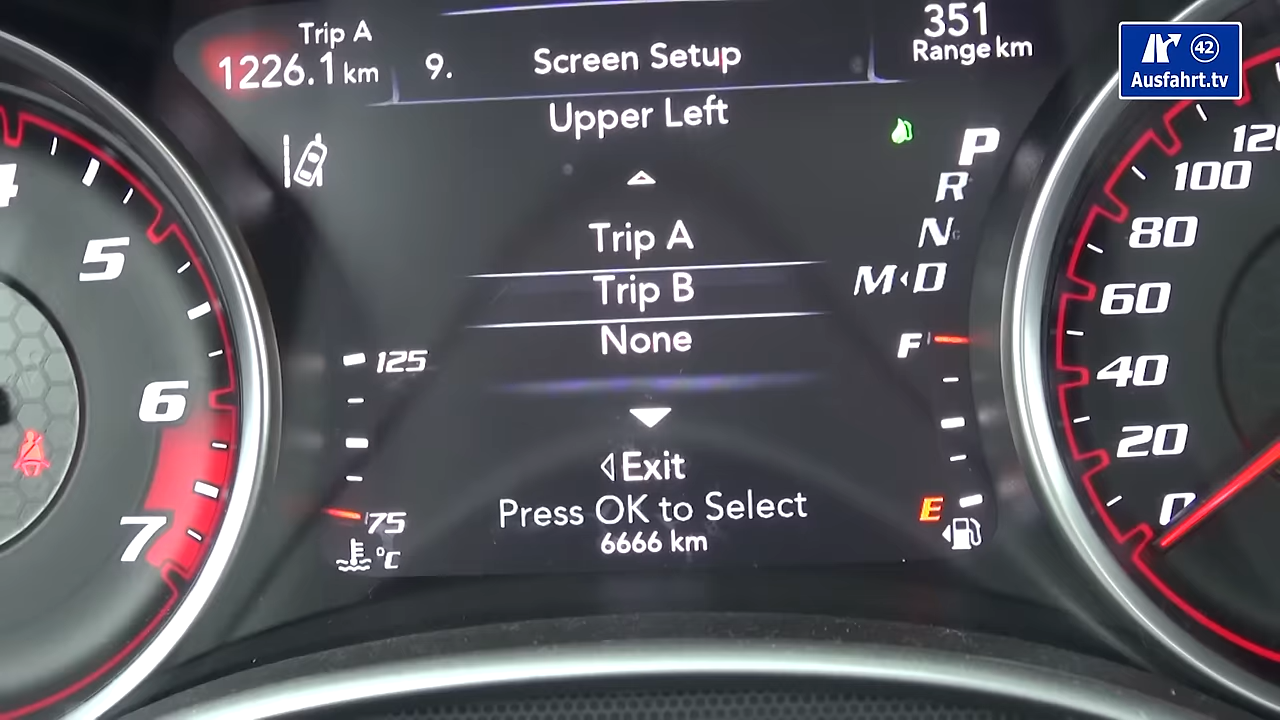 Trip A
1226.1 km
9.
Screen Setup
351
Range km
42
Ausfahrt.tv
Upper Left
P
R
N
M D
Trip A
Trip B
None
Exit
Press OK to Select
6666 km
125
75
°C
F
E
4
5
6
7
120
100
80
60
40
20
0